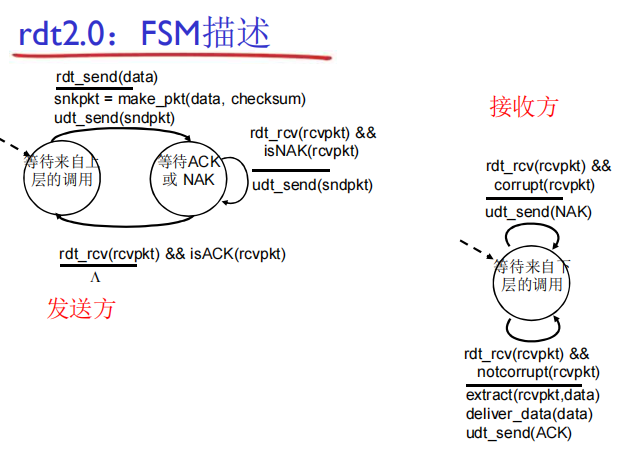 rdt2.0：FSM描述
rdt_send(data)
snkpkt = make_pkt(data, checksum)
udt_send(sndpkt)
等待来自上
层的调用
等待ACK
或 NAK
rdt_rcv(rcvpkt) &&
isNAK(rcvpkt)
udt_send(sndpkt)
rdt_rcv(rcvpkt) && isACK(rcvpkt)
Λ
发送方
接收方
rdt_rcv(rcvpkt) &&
corrupt(rcvpkt)
udt_send(NAK)
等待来自下
层的调用
rdt_rcv(rcvpkt) &&
notcorrupt(rcvpkt)
extract(rcvpkt,data)
deliver_data(data)
udt_send(ACK)